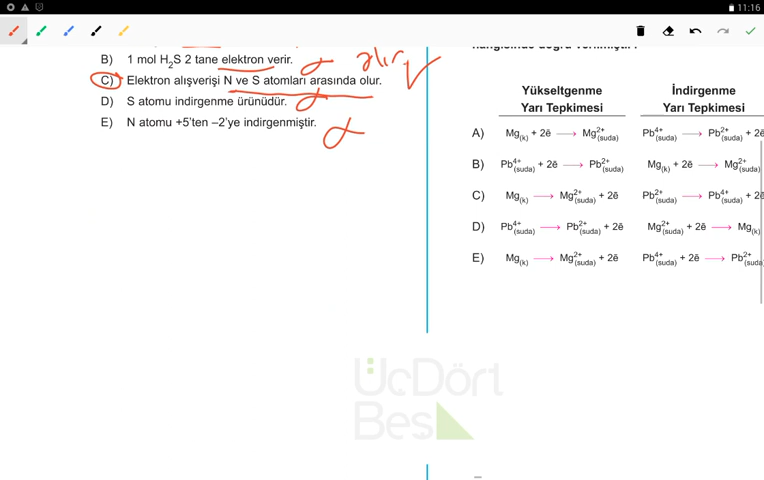 11:16
B) 1 mol H₂S 2 tane elektron verir.
alır
C) Elektron alışverişi N ve S atomları arasında olur.
D) S atomu indirgenme ürünüdür.
E) N atomu +5'ten –2'ye indirgenmiştir.
Yükseltgenme Yarı Tepkimesi
İndirgenme Yarı Tepkimesi
A) Mg(k) + 2ē → Mg²⁺(suda) Pb⁴⁺(suda) → Pb²⁺(suda) + 2ē
B) Pb⁴⁺(suda) + 2ē → Pb²⁺(suda) Mg(k) + 2ē → Mg²⁺(suda)
C) Mg(k) → Mg²⁺(suda) + 2ē Pb²⁺(suda) → Pb⁴⁺(suda) + 2ē
D) Pb⁴⁺(suda) → Pb²⁺(suda) + 2ē Mg²⁺(suda) + 2ē → Mg(k)
E) Mg(k) → Mg²⁺(suda) + 2ē Pb⁴⁺(suda) + 2ē → Pb²⁺(suda
ÜçDört
Beş